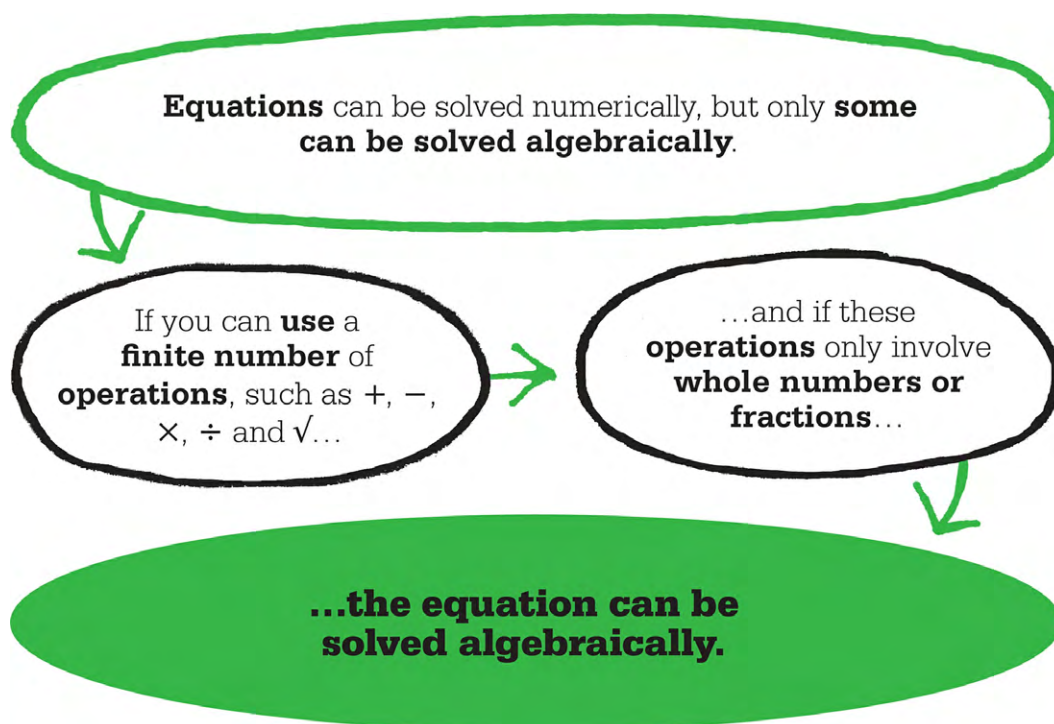 Equations can be solved numerically, but only some
can be solved algebraically.
If you can use a
finite number of
operations, such as +, −,
×, ÷ and √…
…and if these
operations only involve
whole numbers or
fractions…
…the equation can be
solved algebraically.